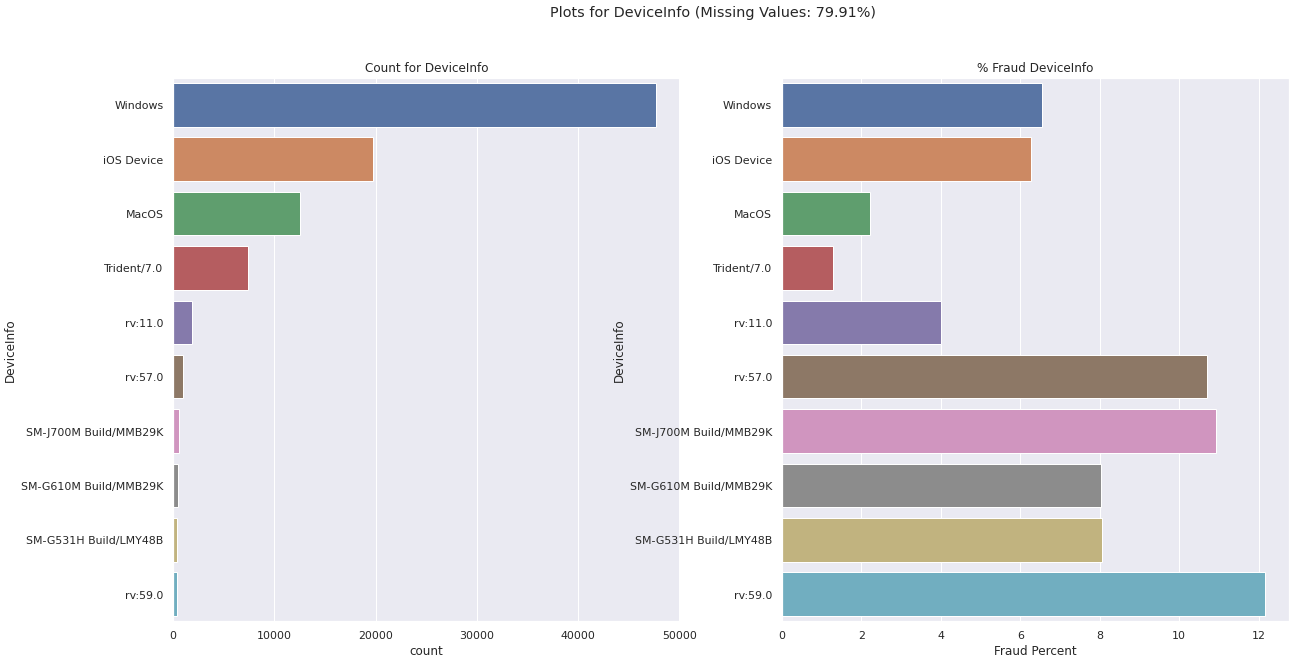 Plots for DeviceInfo (Missing Values: 79.91%)
Count for DeviceInfo
DeviceInfo
Windows
iOS Device
MacOS
Trident/7.0
rv:11.0
rv:57.0
SM-J700M Build/MMB29K
SM-G610M Build/MMB29K
SM-G531H Build/LMY48B
rv:59.0
0 10000 20000 30000 40000 50000
count
% Fraud DeviceInfo
DeviceInfo
Windows
iOS Device
MacOS
Trident/7.0
rv:11.0
rv:57.0
SM-J700M Build/MMB29K
SM-G610M Build/MMB29K
SM-G531H Build/LMY48B
rv:59.0
0 2 4 6 8 10 12
Fraud Percent